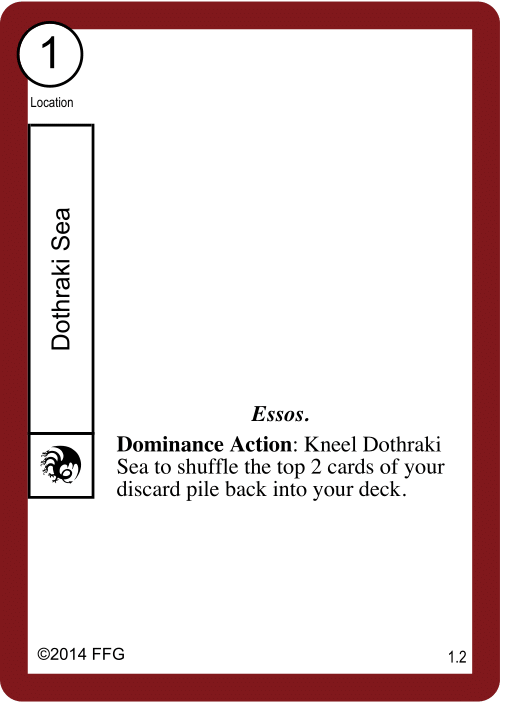 1
Location
Dothraki Sea
Essos.
Dominance Action: Kneel Dothraki
Sea to shuffle the top 2 cards of your
discard pile back into your deck.
©2014 FFG
1.2